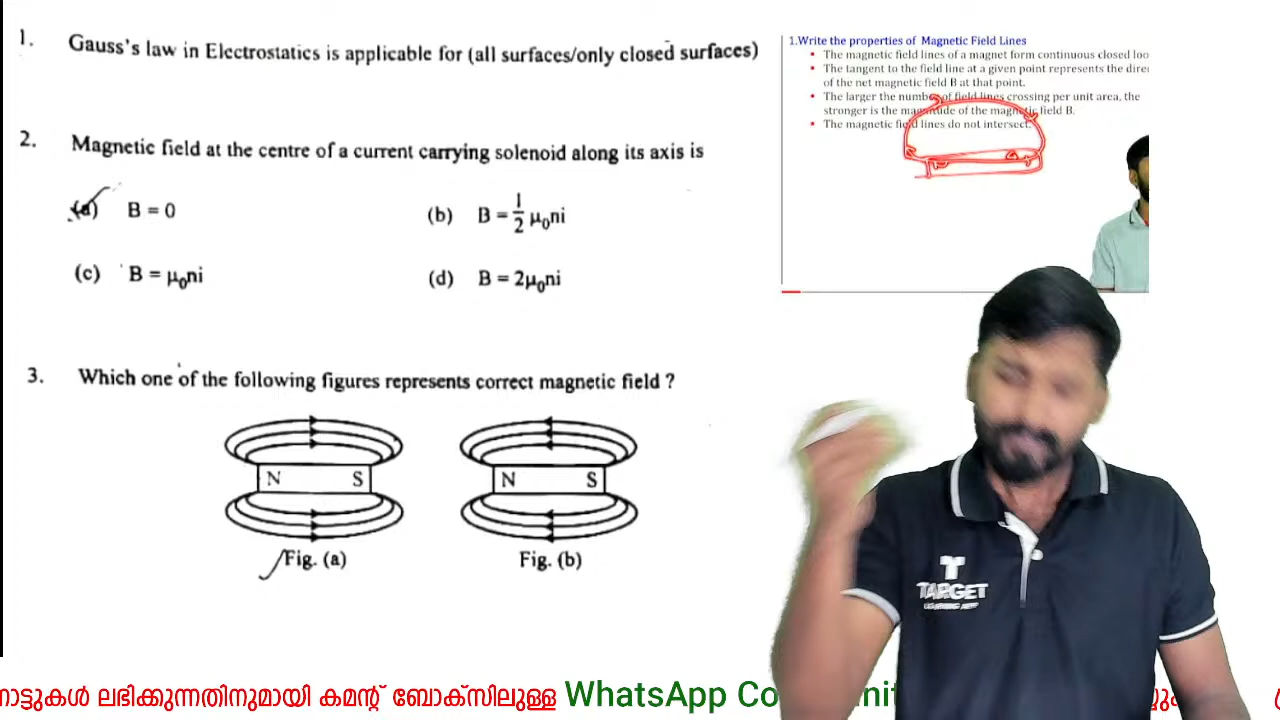 1. Gauss's law in Electrostatics is applicable for (all surfaces/only closed surfaces)
2. Magnetic field at the centre of a current carrying solenoid along its axis is
(a) B = 0
(b) B = 1/2 μ₀ni
(c) B = μ₀ni
(d) B = 2μ₀ni
3. Which one of the following figures represents correct magnetic field ?
N S
N S
Fig. (a)
Fig. (b)
1.Write the properties of Magnetic Field Lines
• The magnetic field lines of a magnet form continuous closed loo
• The tangent to the field line at a given point represents the dire
of the net magnetic field B at that point.
• The larger the number of field lines crossing per unit area, the
stronger is the magnitude of the magnetic field B.
• The magnetic field lines do not intersect.
T
TARGET
ലഭിക്കുന്നതിനുമായി കമന്റ് ബോക്സിലുള്ള WhatsApp